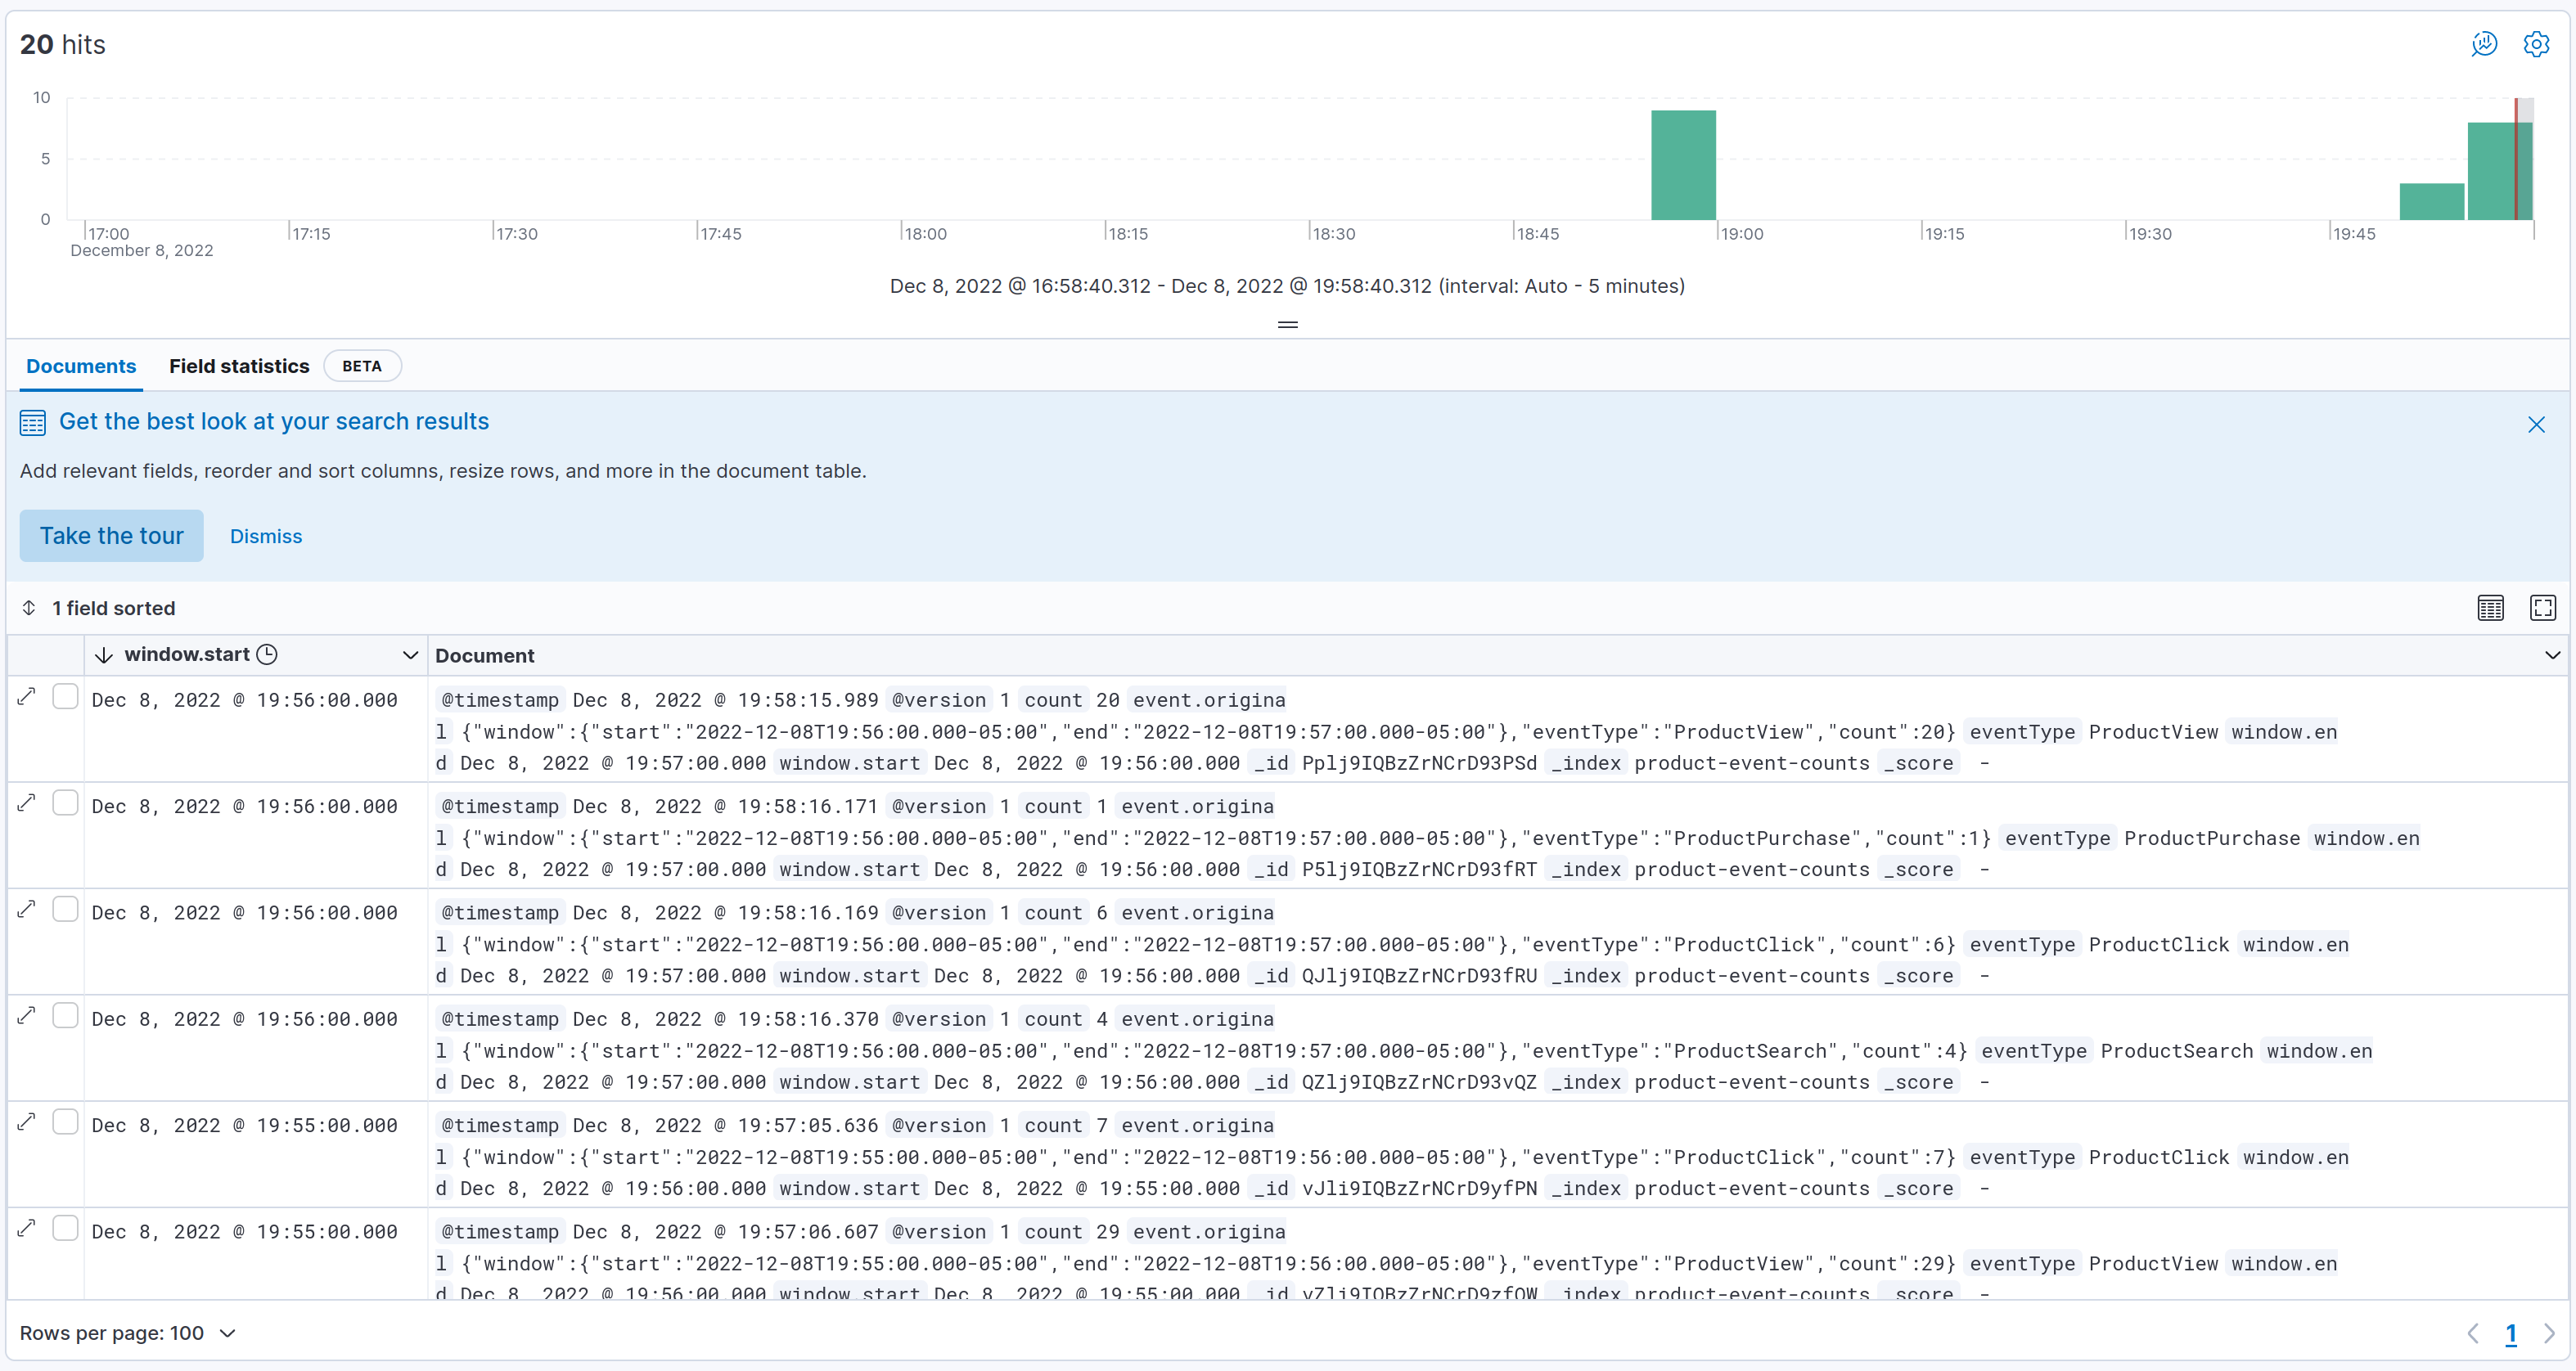 20 hits
10
5
0
17:00 17:15 17:30 17:45 18:00 18:15 18:30 18:45 19:00 19:15 19:30 19:45
December 8, 2022
Dec 8, 2022 @ 16:58:40.312 - Dec 8, 2022 @ 19:58:40.312 (interval: Auto - 5 minutes)
Documents Field statistics BETA
Get the best look at your search results
Add relevant fields, reorder and sort columns, resize rows, and more in the document table.
Take the tour Dismiss
1 field sorted
window.start Document
Dec 8, 2022 @ 19:56:00.000 @timestamp Dec 8, 2022 @ 19:58:15.989 @version 1 count 20 event.origina
l {"window":{"start":"2022-12-08T19:56:00.000-05:00","end":"2022-12-08T19:57:00.000-05:00"},"eventType":"ProductView","count":20} eventType ProductView window.en
d Dec 8, 2022 @ 19:57:00.000 window.start Dec 8, 2022 @ 19:56:00.000 _id Pplj9IQBzZrNCrD93PSd _index product-event-counts _score -
Dec 8, 2022 @ 19:56:00.000 @timestamp Dec 8, 2022 @ 19:58:16.171 @version 1 count 1 event.origina
l {"window":{"start":"2022-12-08T19:56:00.000-05:00","end":"2022-12-08T19:57:00.000-05:00"},"eventType":"ProductPurchase","count":1} eventType ProductPurchase window.en
d Dec 8, 2022 @ 19:57:00.000 window.start Dec 8, 2022 @ 19:56:00.000 _id P5lj9IQBzZrNCrD93fRT _index product-event-counts _score -
Dec 8, 2022 @ 19:56:00.000 @timestamp Dec 8, 2022 @ 19:58:16.169 @version 1 count 6 event.origina
l {"window":{"start":"2022-12-08T19:56:00.000-05:00","end":"2022-12-08T19:57:00.000-05:00"},"eventType":"ProductClick","count":6} eventType ProductClick window.en
d Dec 8, 2022 @ 19:57:00.000 window.start Dec 8, 2022 @ 19:56:00.000 _id QJlj9IQBzZrNCrD93fRU _index product-event-counts _score -
Dec 8, 2022 @ 19:56:00.000 @timestamp Dec 8, 2022 @ 19:58:16.370 @version 1 count 4 event.origina
l {"window":{"start":"2022-12-08T19:56:00.000-05:00","end":"2022-12-08T19:57:00.000-05:00"},"eventType":"ProductSearch","count":4} eventType ProductSearch window.en
d Dec 8, 2022 @ 19:57:00.000 window.start Dec 8, 2022 @ 19:56:00.000 _id QZlj9IQBzZrNCrD93vQZ _index product-event-counts _score -
Dec 8, 2022 @ 19:55:00.000 @timestamp Dec 8, 2022 @ 19:57:05.636 @version 1 count 7 event.origina
l {"window":{"start":"2022-12-08T19:55:00.000-05:00","end":"2022-12-08T19:56:00.000-05:00"},"eventType":"ProductClick","count":7} eventType ProductClick window.en
d Dec 8, 2022 @ 19:56:00.000 window.start Dec 8, 2022 @ 19:55:00.000 _id vJli9IQBzZrNCrD9yfPN _index product-event-counts _score -
Dec 8, 2022 @ 19:55:00.000 @timestamp Dec 8, 2022 @ 19:57:06.607 @version 1 count 29 event.origina
l {"window":{"start":"2022-12-08T19:55:00.000-05:00","end":"2022-12-08T19:56:00.000-05:00"},"eventType":"ProductView","count":29} eventType ProductView window.en
d Dec 8, 2022 @ 19:56:00.000 window.start Dec 8, 2022 @ 19:55:00.000 _id _index product-event-counts _score -
Rows per page: 100 1